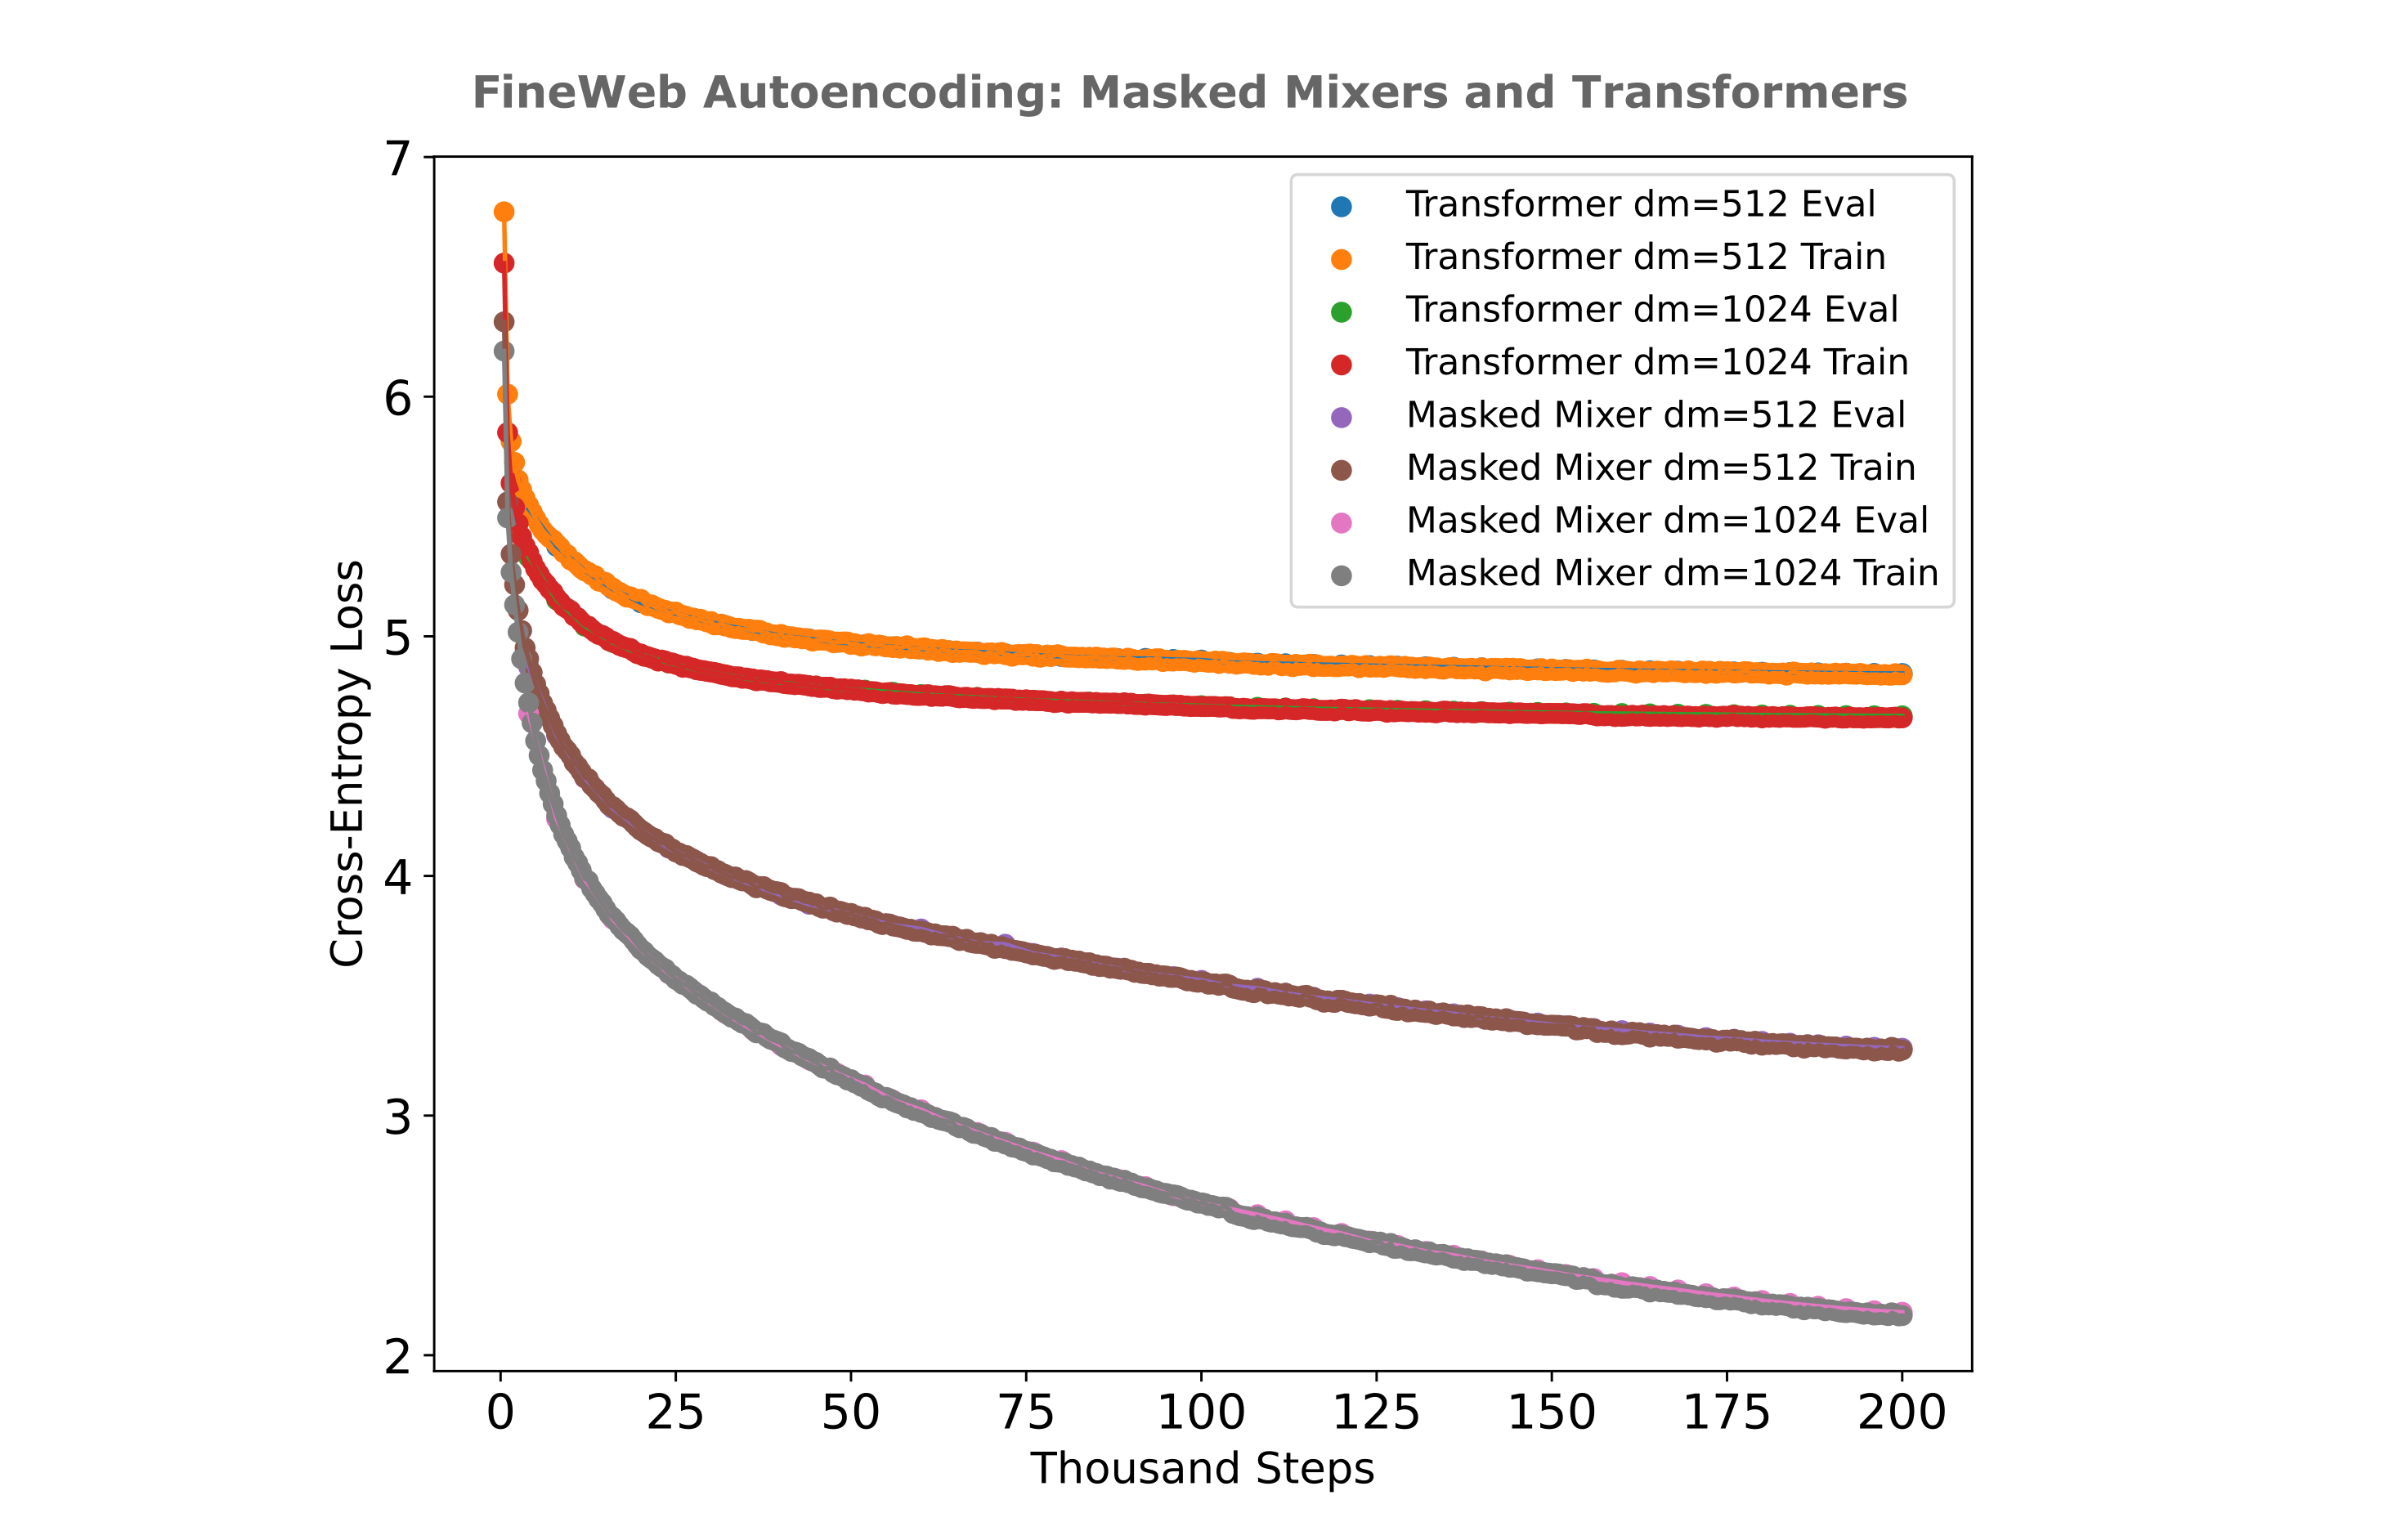 FineWeb Autoencoding: Masked Mixers and Transformers
7
6
5
4
3
2
Cross-Entropy Loss
Transformer dm=512 Eval
Transformer dm=512 Train
Transformer dm=1024 Eval
Transformer dm=1024 Train
Masked Mixer dm=512 Eval
Masked Mixer dm=512 Train
Masked Mixer dm=1024 Eval
Masked Mixer dm=1024 Train
0 25 50 75 100 125 150 175 200
Thousand Steps